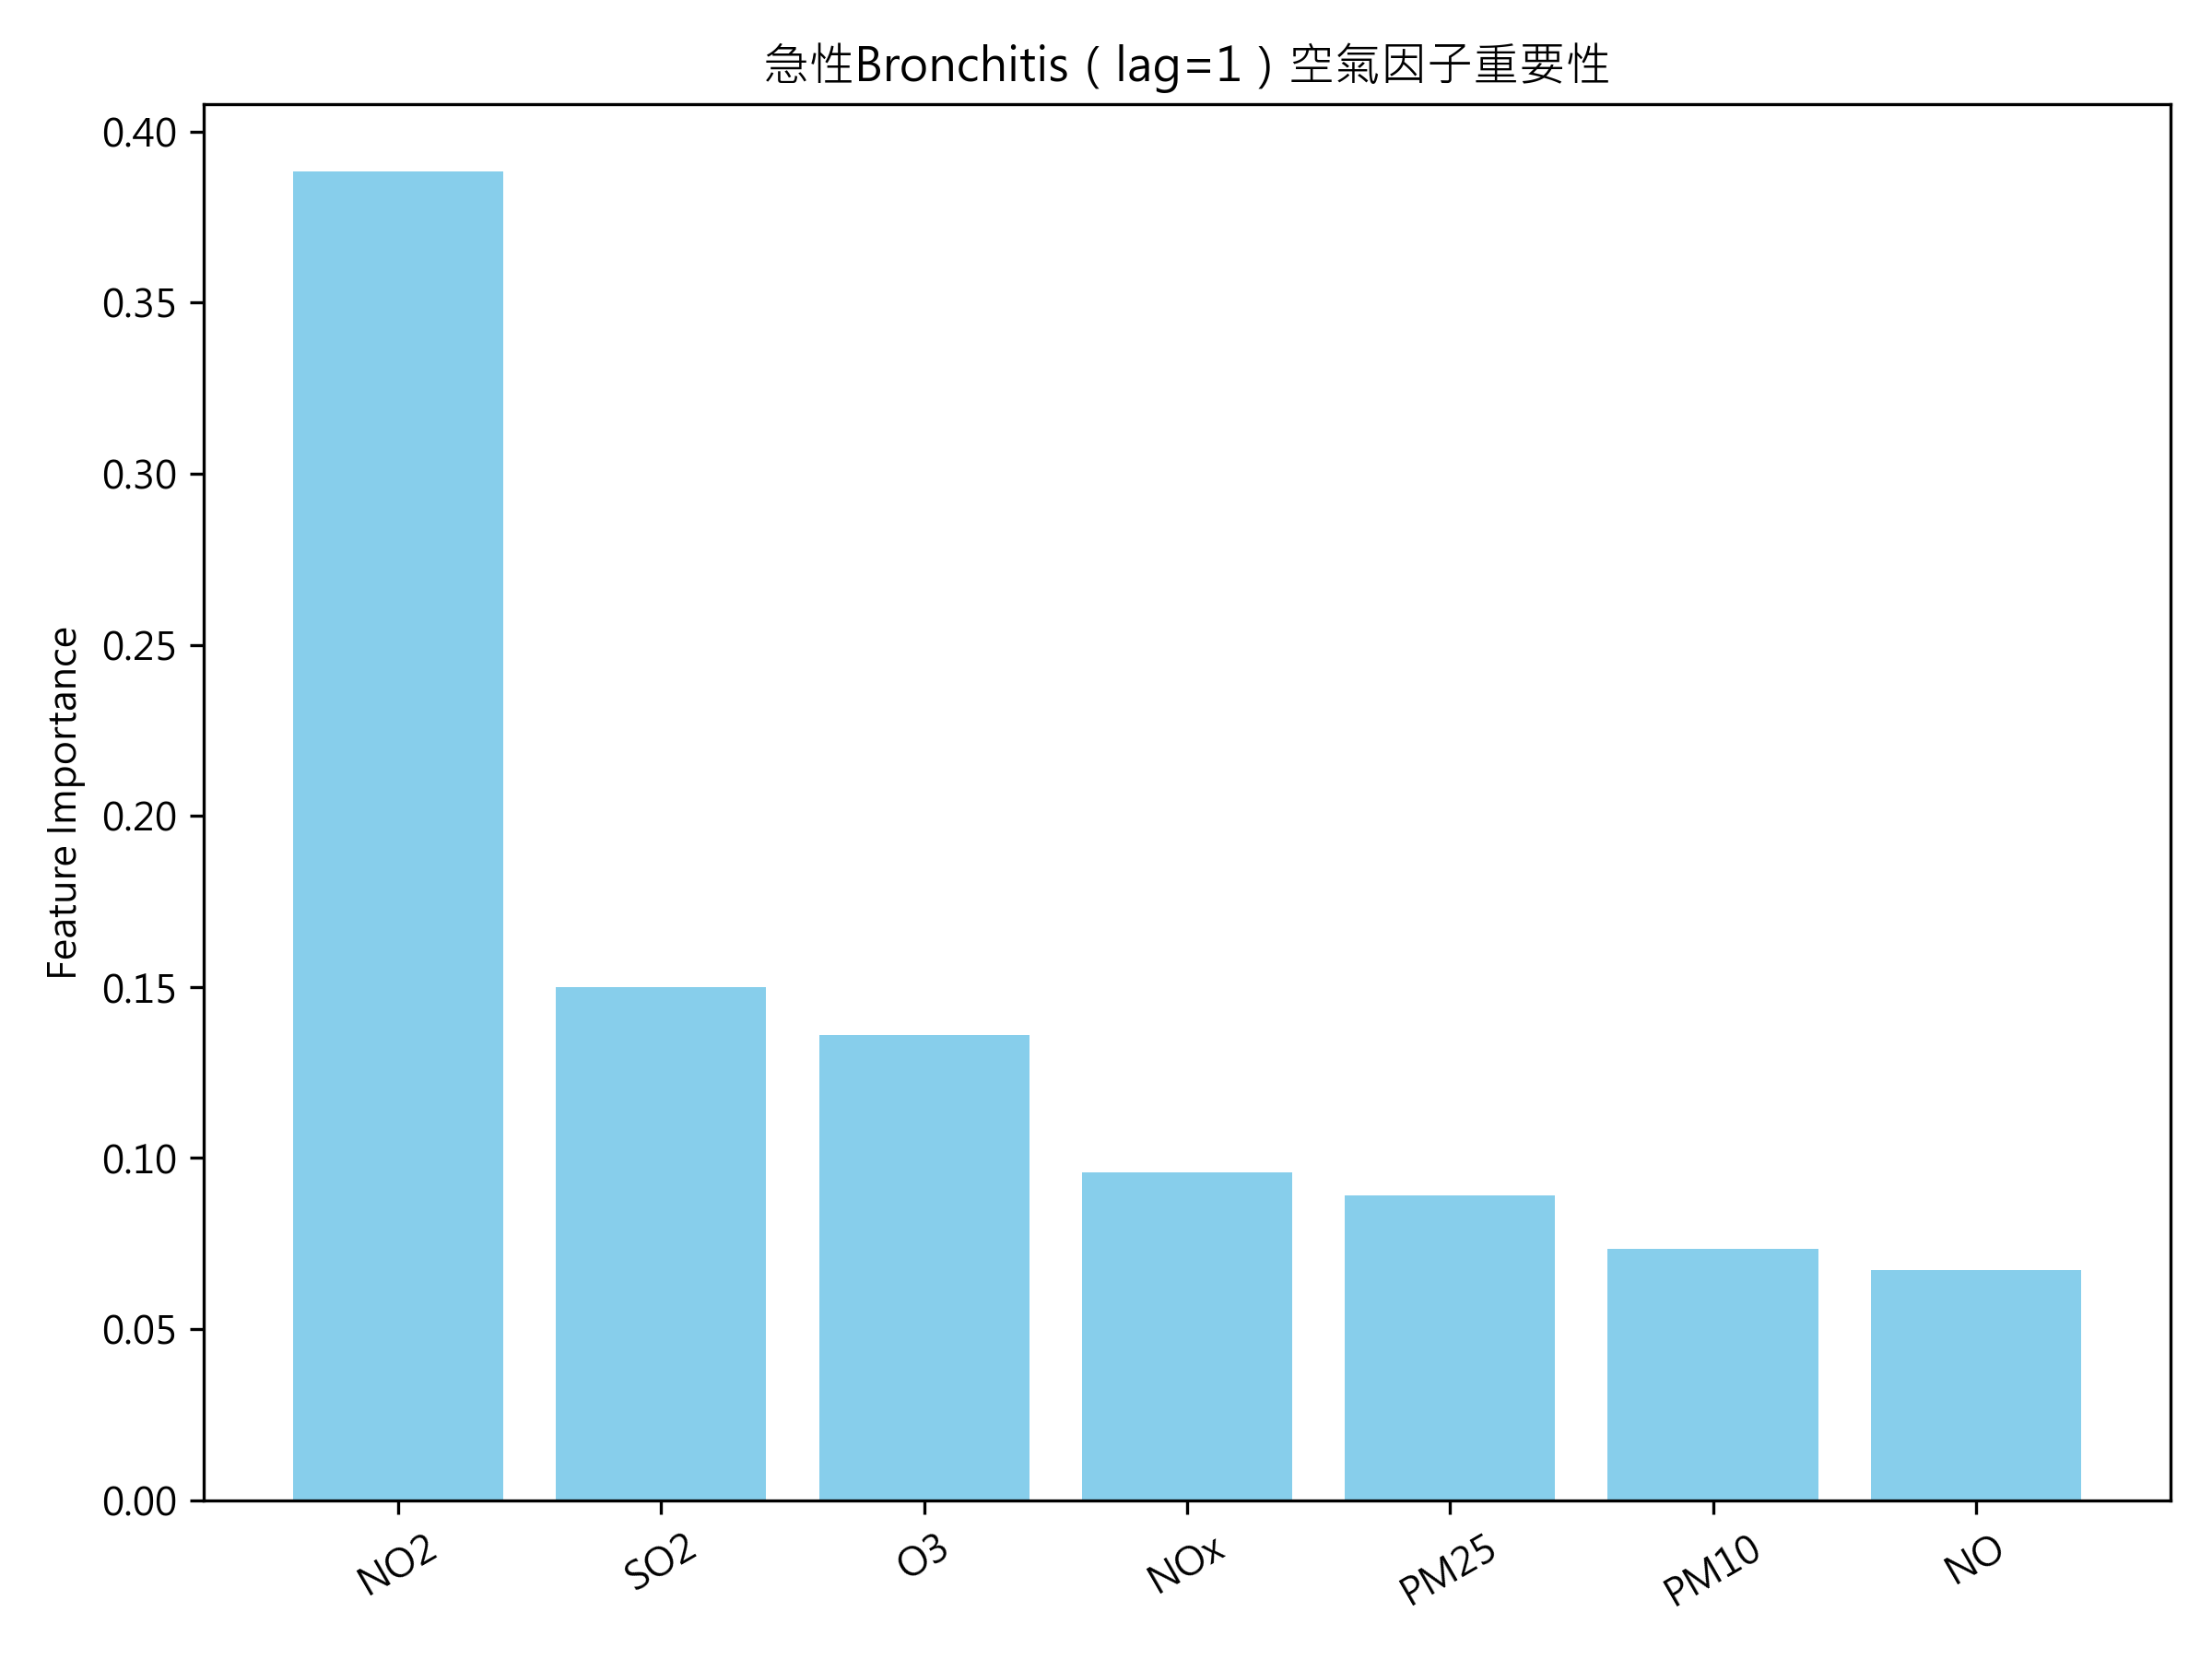 急性Bronchitis（lag=1）空氣因子重要性
Feature Importance
0.40
0.35
0.30
0.25
0.20
0.15
0.10
0.05
0.00
NO2
SO2
O3
NOx
PM25
PM10
NO